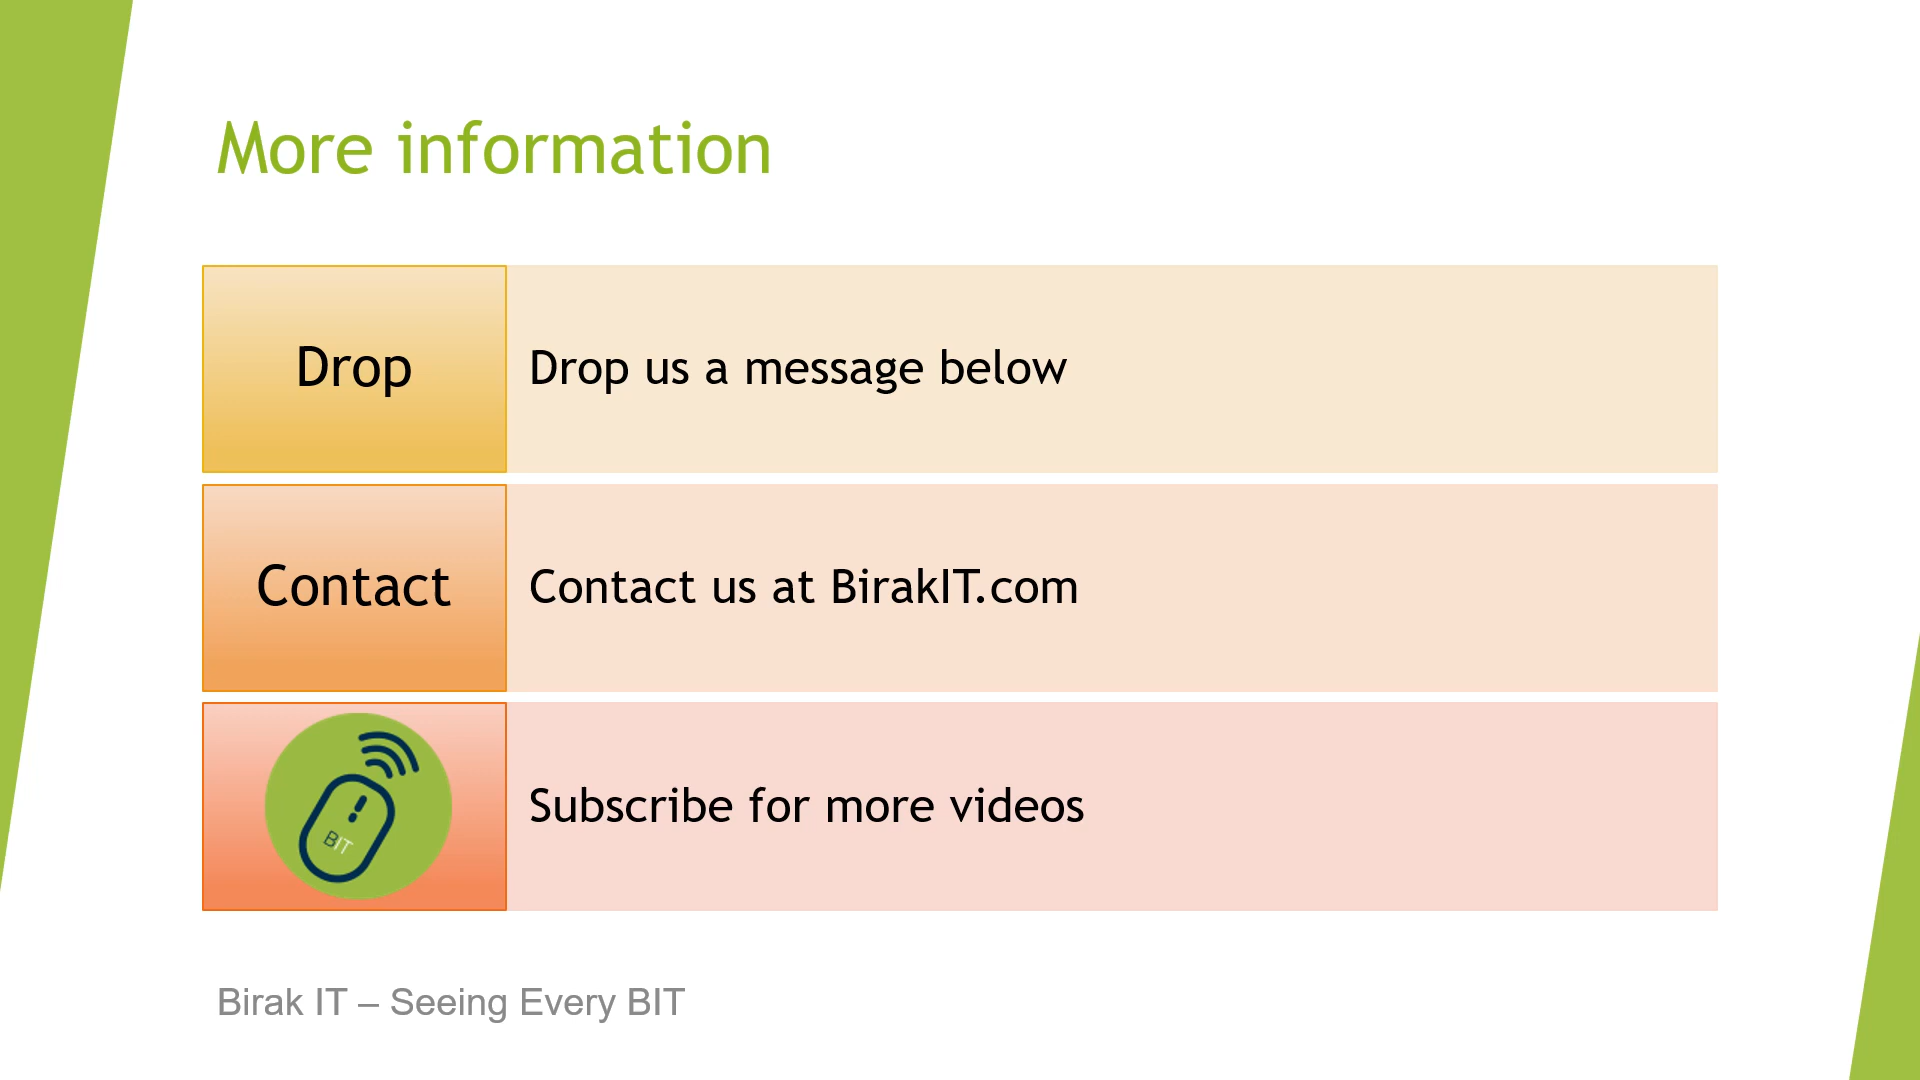 More information
Drop
Drop us a message below
Contact
Contact us at BirakIT.com
BIT
Subscribe for more videos
Birak IT – Seeing Every BIT